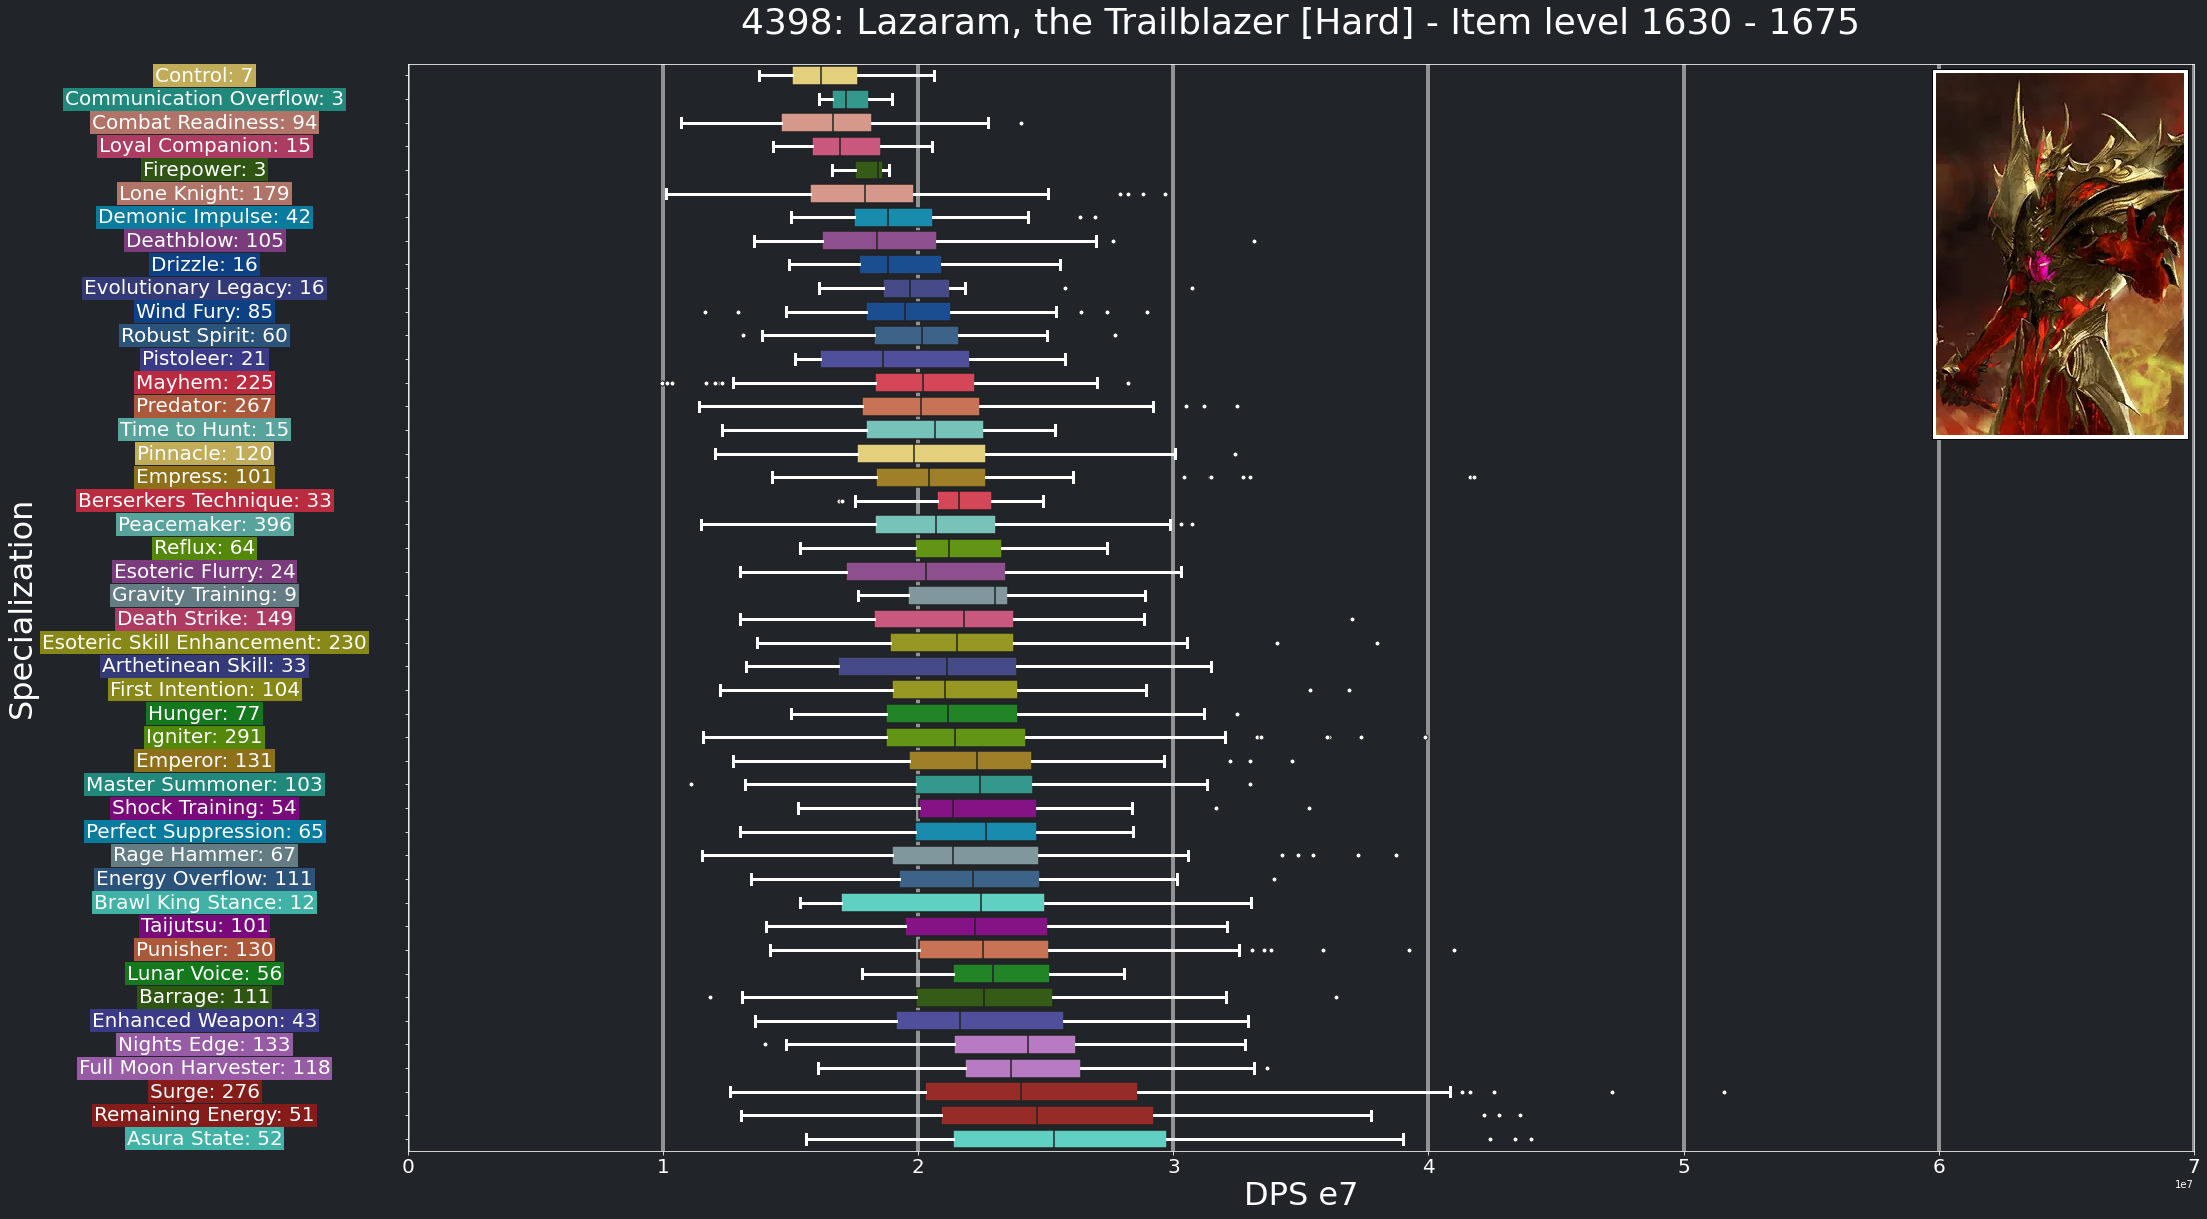 4398: Lazaram, the Trailblazer [Hard] - Item level 1630 - 1675
Specialization
Control: 7
Communication Overflow: 3
Combat Readiness: 94
Loyal Companion: 15
Firepower: 3
Lone Knight: 179
Demonic Impulse: 42
Deathblow: 105
Drizzle: 16
Evolutionary Legacy: 16
Wind Fury: 85
Robust Spirit: 60
Pistoleer: 21
Mayhem: 225
Predator: 267
Time to Hunt: 15
Pinnacle: 120
Empress: 101
Berserkers Technique: 33
Peacemaker: 396
Reflux: 64
Esoteric Flurry: 24
Gravity Training: 9
Death Strike: 149
Esoteric Skill Enhancement: 230
Arthetinean Skill: 33
First Intention: 104
Hunger: 77
Igniter: 291
Emperor: 131
Master Summoner: 103
Shock Training: 54
Perfect Suppression: 65
Rage Hammer: 67
Energy Overflow: 111
Brawl King Stance: 12
Taijutsu: 101
Punisher: 130
Lunar Voice: 56
Barrage: 111
Enhanced Weapon: 43
Nights Edge: 133
Full Moon Harvester: 118
Surge: 276
Remaining Energy: 51
Asura State: 52
0 1 2 3 4 5 6 7
1e7
DPS e7